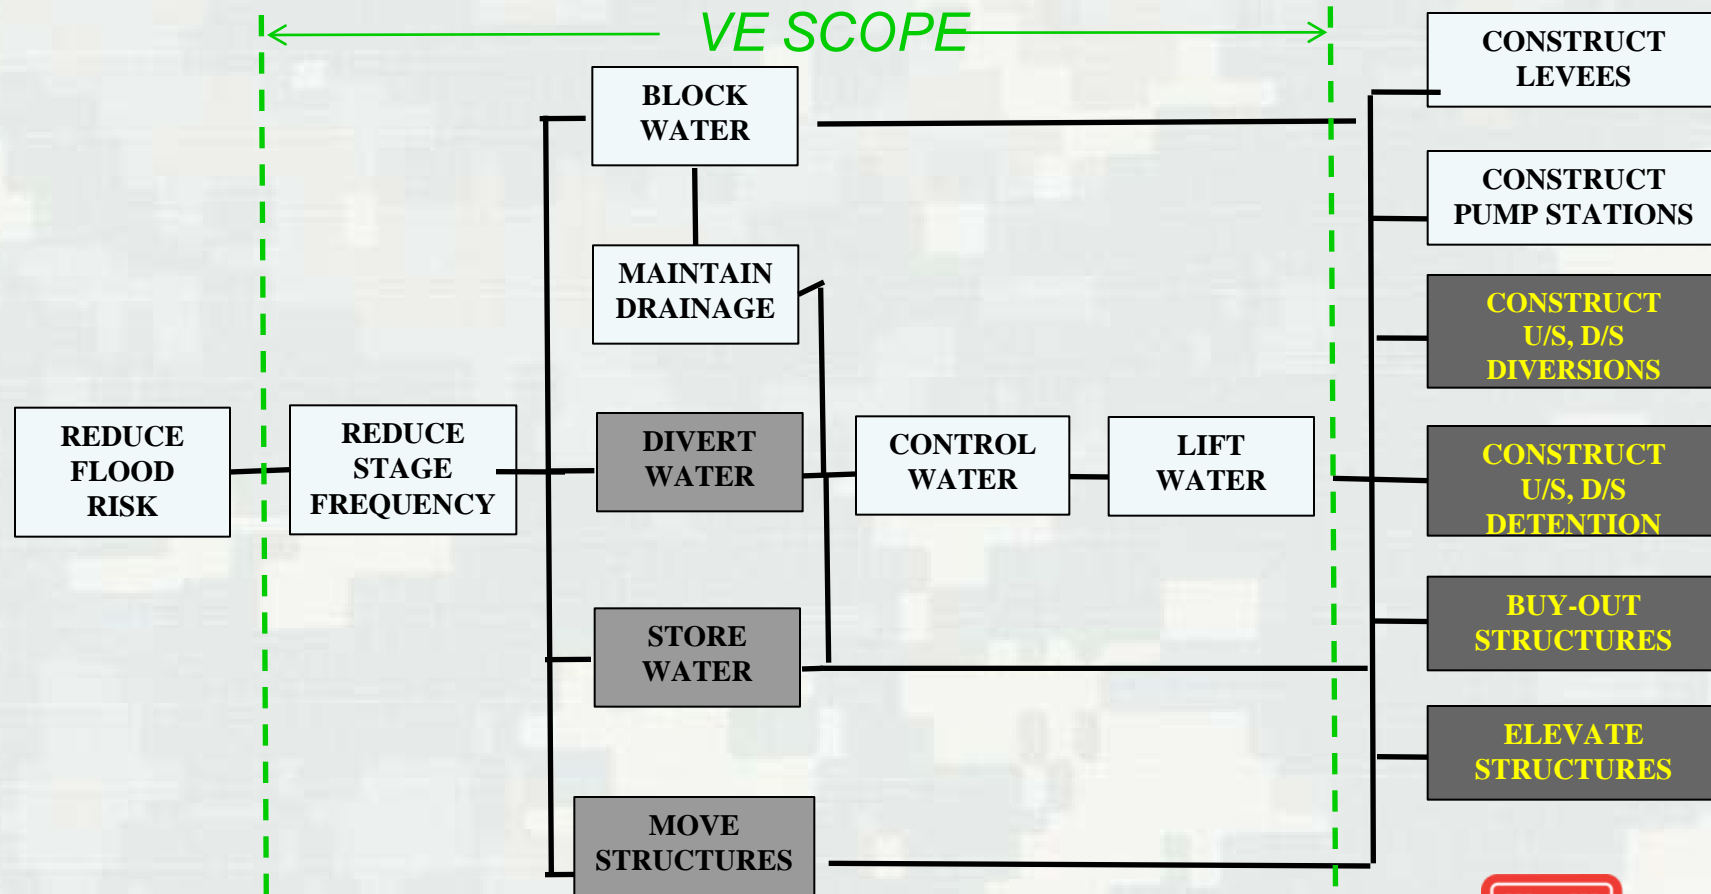 VE SCOPE
CONSTRUCT
LEVEES
BLOCK
WATER
CONSTRUCT
PUMP STATIONS
MAINTAIN
DRAINAGE
CONSTRUCT
U/S, D/S
DIVERSIONS
REDUCE
FLOOD
RISK
REDUCE
STAGE
FREQUENCY
DIVERT
WATER
CONTROL
WATER
LIFT
WATER
CONSTRUCT
U/S, D/S
DETENTION
STORE
WATER
BUY-OUT
STRUCTURES
ELEVATE
STRUCTURES
MOVE
STRUCTURES